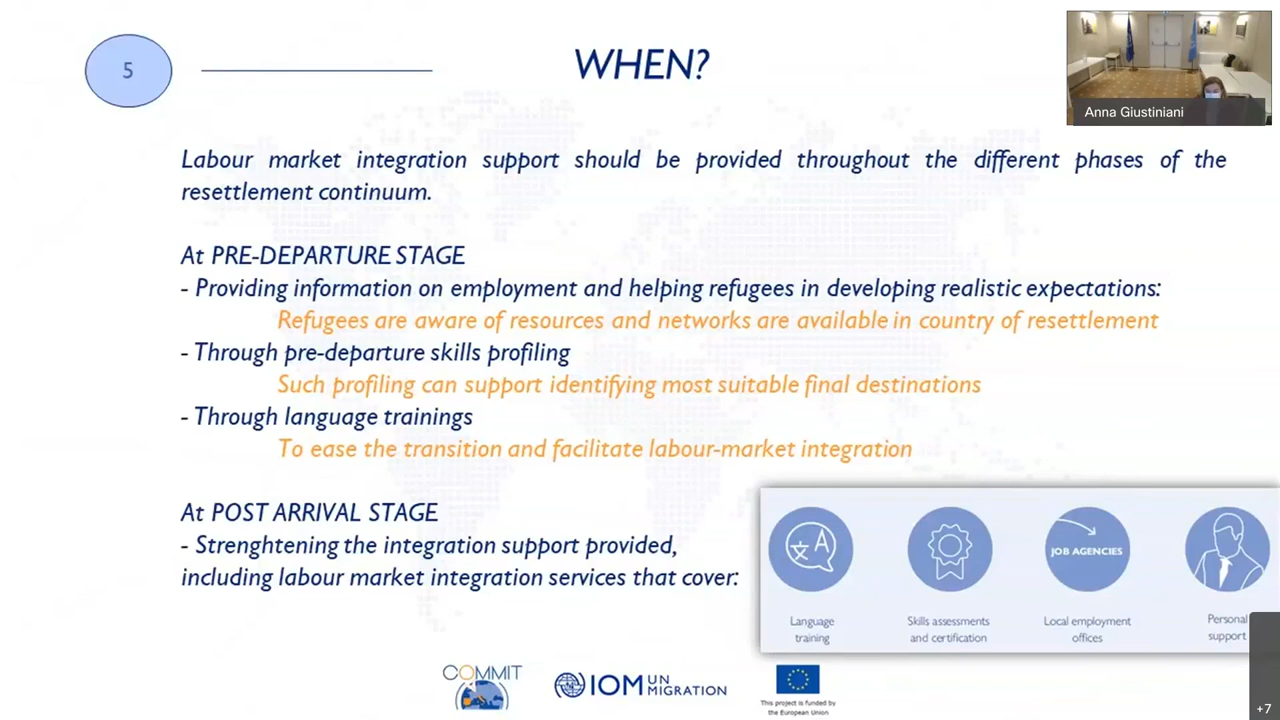 5
WHEN?
Anna Giustiniani
Labour market integration support should be provided throughout the different phases of the
resettlement continuum.
At PRE-DEPARTURE STAGE
- Providing information on employment and helping refugees in developing realistic expectations:
Refugees are aware of resources and networks are available in country of resettlement
- Through pre-departure skills profiling
Such profiling can support identifying most suitable final destinations
- Through language trainings
To ease the transition and facilitate labour-market integration
At POST ARRIVAL STAGE
- Strenghtening the integration support provided,
including labour market integration services that cover:
文A
JOB AGENCIES
Language
training
Skills assessments
and certification
Local employment
offices
Personal
support
COMMIT
IOM UN MIGRATION
This project is funded by
the European Union
+7